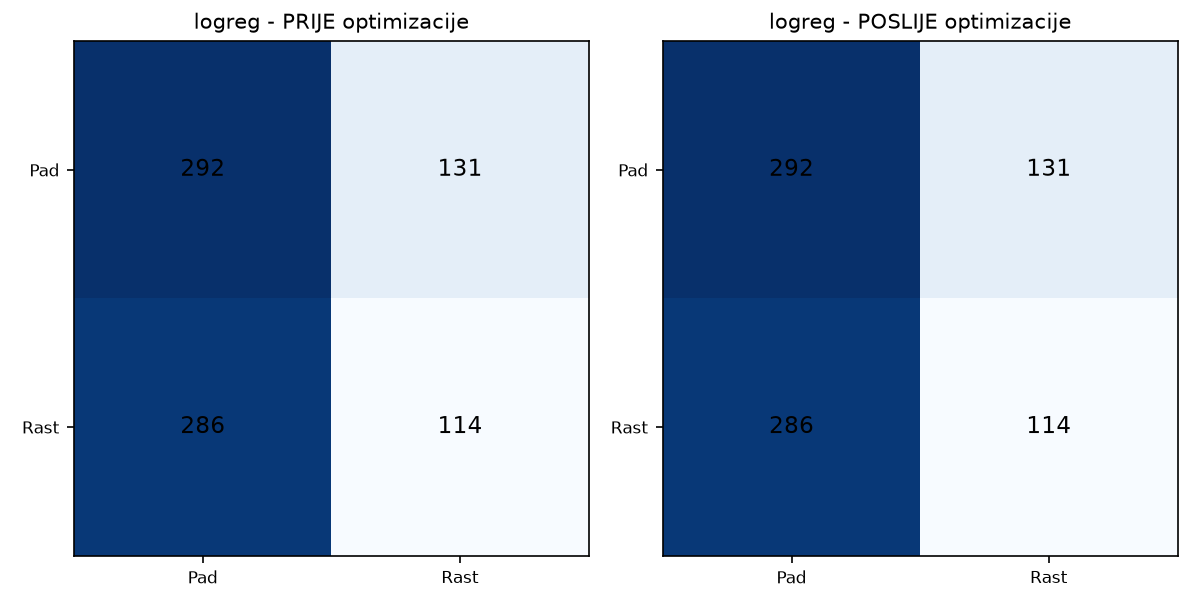 logreg - PRIJE optimizacije
Pad
292
131
Rast
286
114
Pad
Rast
logreg - POSLIJE optimizacije
Pad
292
131
Rast
286
114
Pad
Rast